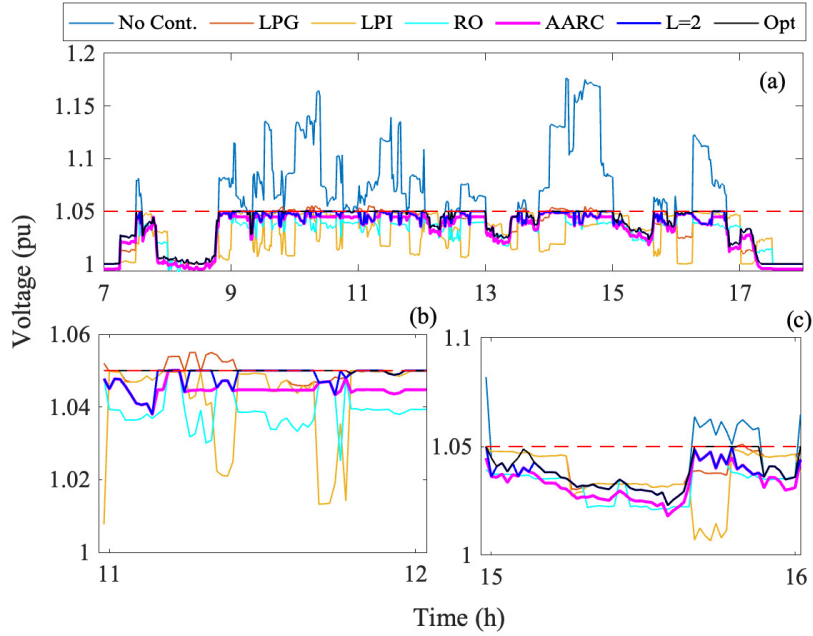 No Cont. LPG LPI RO AARC L=2 Opt
1.2
(a)
1.15
1.1
1.05
1
7 9 11 13 15 17
Voltage (pu)
(b)
1.06
1.04
1.02
1
11 12
(c)
1.1
1.05
1
15 16
Time (h)